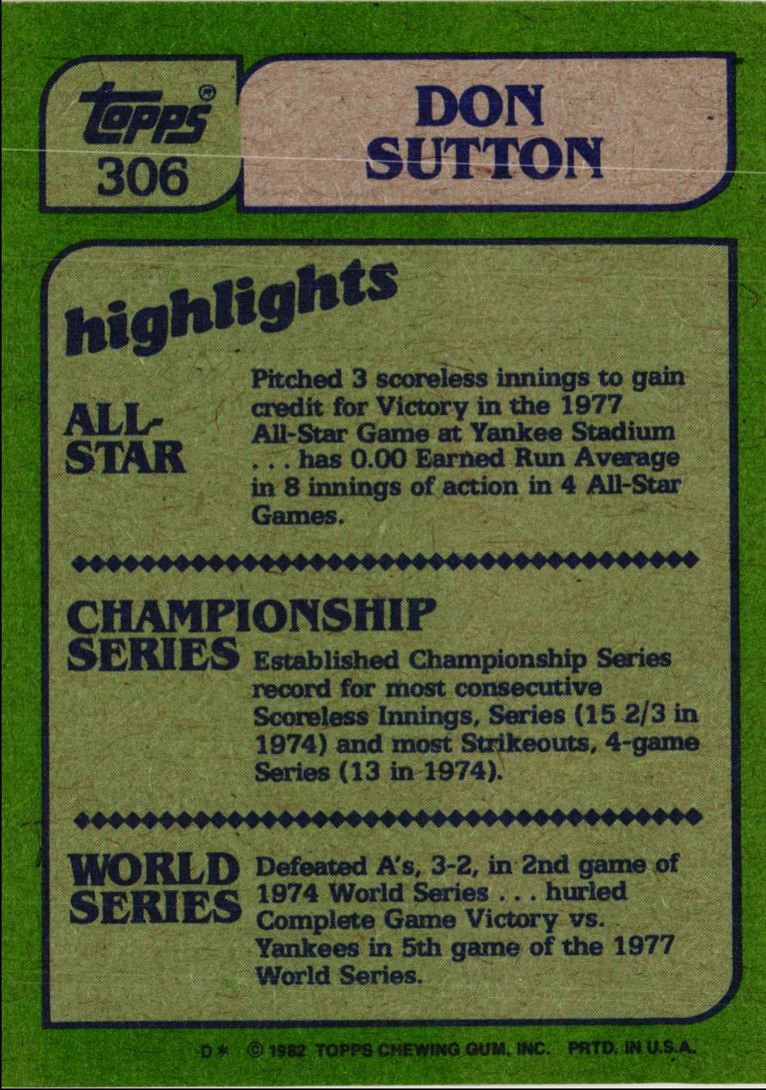 topps®
306
DON
SUTTON
highlights
ALL-
STAR
Pitched 3 scoreless innings to gain
credit for Victory in the 1977
All-Star Game at Yankee Stadium
. . . has 0.00 Earned Run Average
in 8 innings of action in 4 All-Star
Games.
CHAMPIONSHIP
SERIES
Established Championship Series
record for most consecutive
Scoreless Innings, Series (15 2/3 in
1974) and most Strikeouts, 4-game
Series (13 in 1974).
WORLD
SERIES
Defeated A's, 3-2, in 2nd game of
1974 World Series . . . hurled
Complete Game Victory vs.
Yankees in 5th game of the 1977
World Series.
D* © 1982 TOPPS CHEWING GUM, INC. PRTD. IN U.S.A.